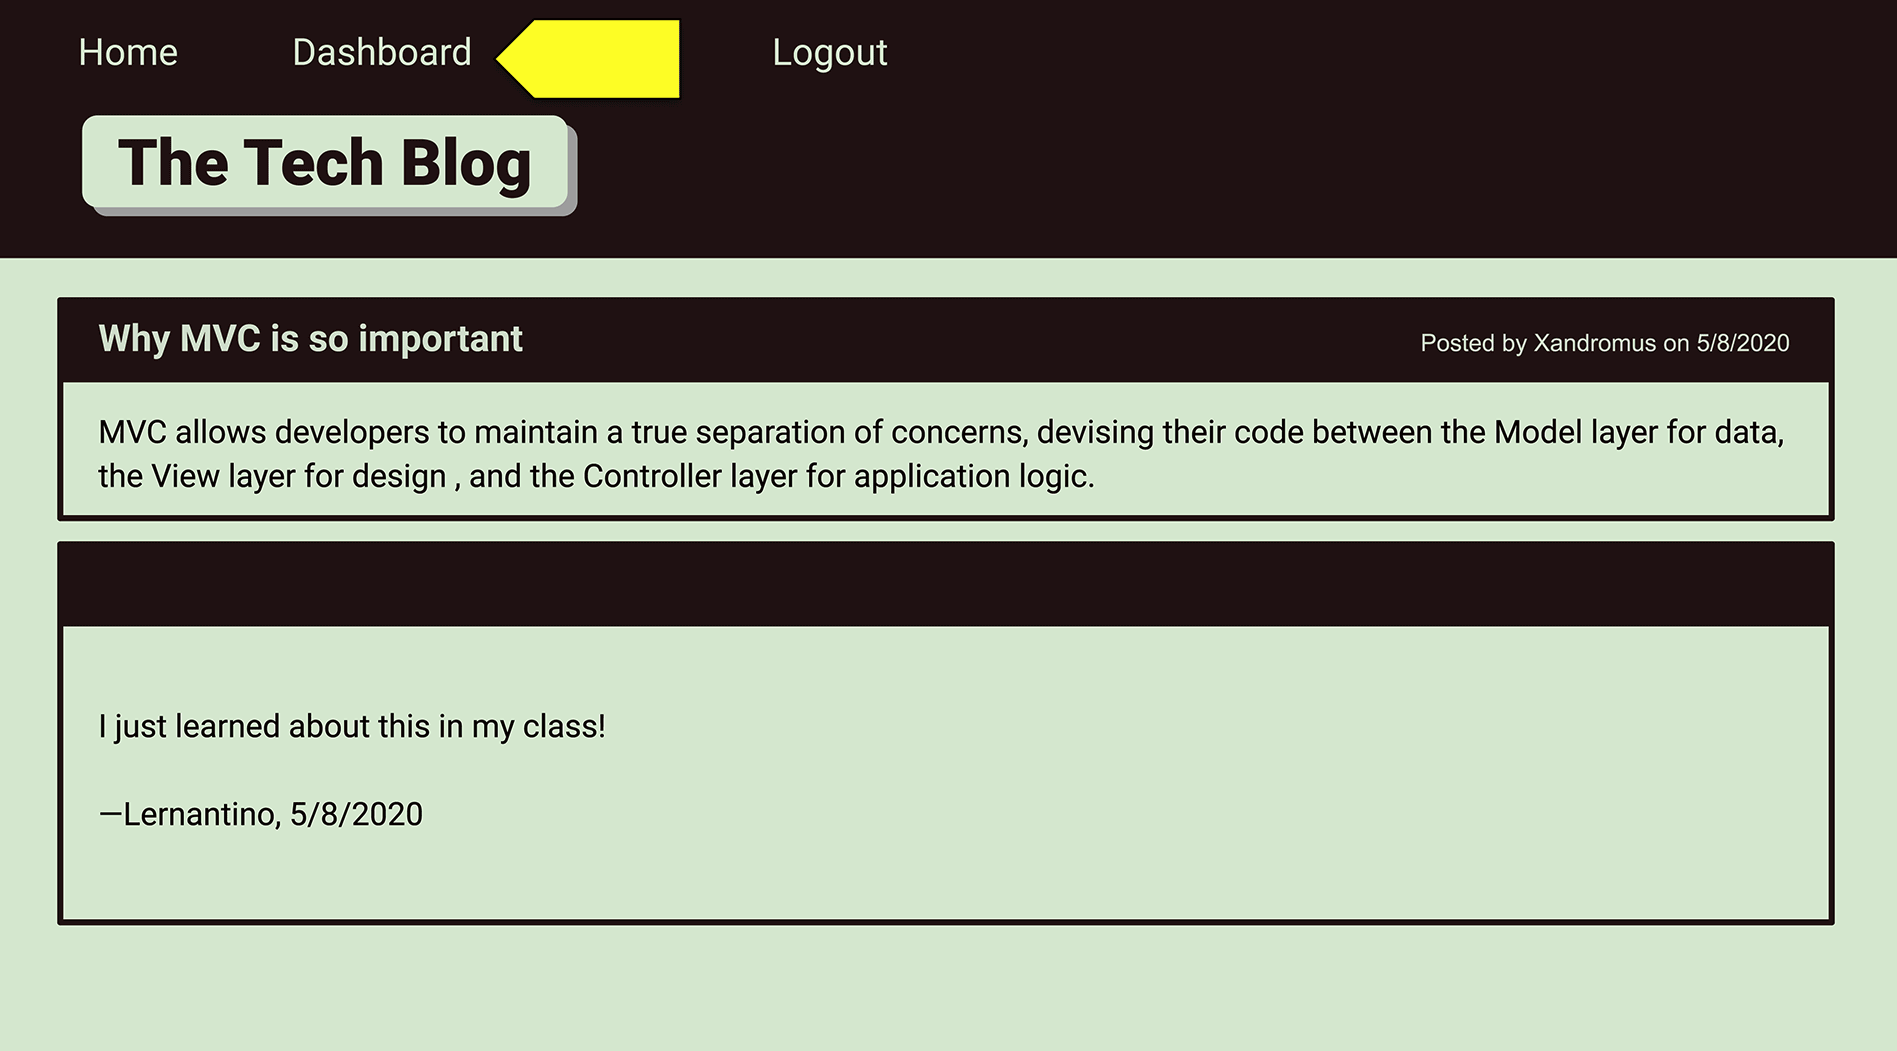 Home Dashboard Logout
The Tech Blog
Why MVC is so important
Posted by Xandromus on 5/8/2020
MVC allows developers to maintain a true separation of concerns, devising their code between the Model layer for data,
the View layer for design , and the Controller layer for application logic.
I just learned about this in my class!
—Lernantino, 5/8/2020